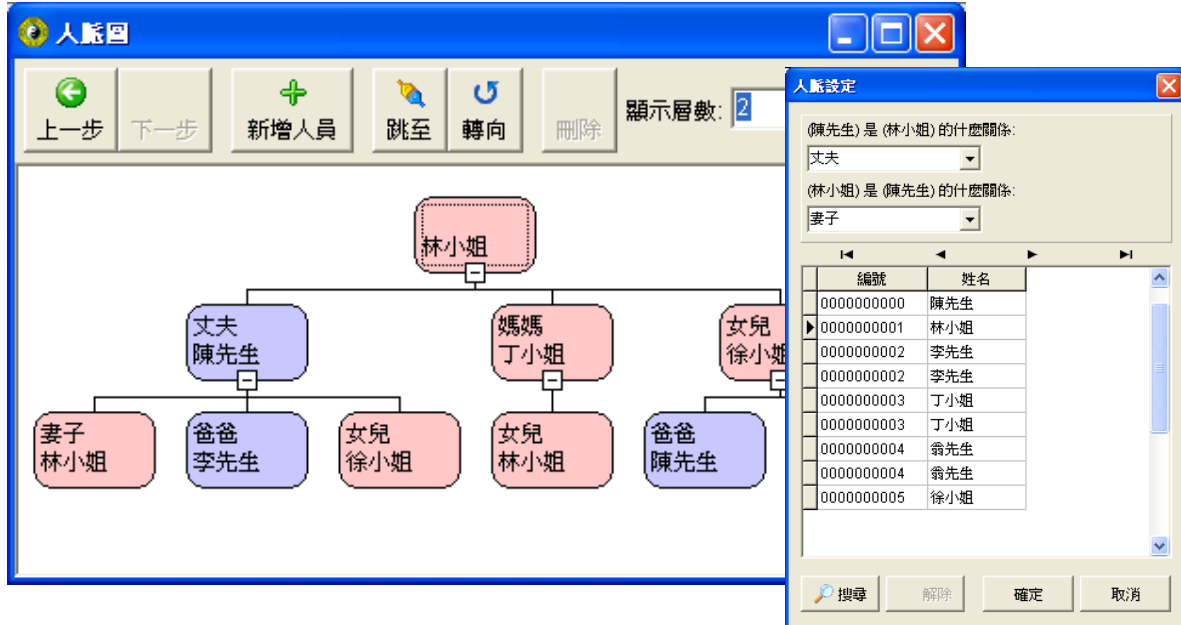 人脈圖
上一步 下一步 新增人員 跳至 轉向 刪除 顯示層數: 2
林小姐
丈夫
陳先生
媽媽
丁小姐
女兒
徐小姐
妻子
林小姐
爸爸
李先生
女兒
徐小姐
女兒
林小姐
爸爸
陳先生
人脈設定
(陳先生) 是 (林小姐) 的什麼關係:
丈夫
(林小姐) 是 (陳先生) 的什麼關係:
妻子
編號 姓名
0000000000 陳先生
0000000001 林小姐
0000000002 李先生
0000000002 李先生
0000000003 丁小姐
0000000003 丁小姐
0000000004 翁先生
0000000004 翁先生
0000000005 徐小姐
搜尋 解除 確定 取消